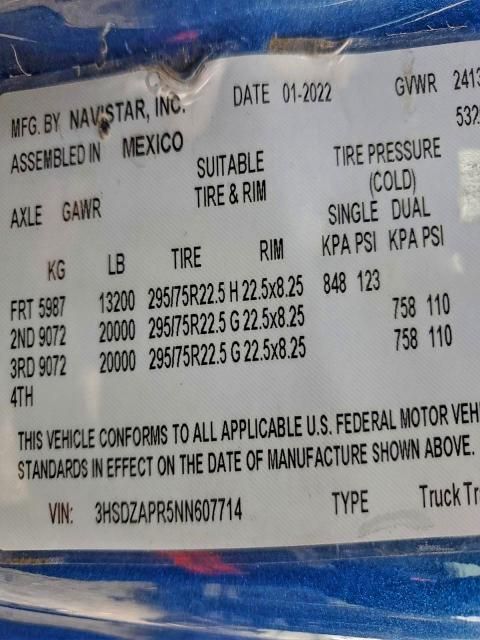 MFG. BY NAVISTAR, INC. DATE 01-2022 GVWR 2413
532
ASSEMBLED IN MEXICO
SUITABLE TIRE PRESSURE
TIRE & RIM (COLD)
AXLE GAWR SINGLE DUAL
KG LB TIRE RIM KPA PSI KPA PSI
FRT 5987 13200 295/75R22.5 H 22.5x8.25 848 123
2ND 9072 20000 295/75R22.5 G 22.5x8.25 758 110
3RD 9072 20000 295/75R22.5 G 22.5x8.25 758 110
4TH
THIS VEHICLE CONFORMS TO ALL APPLICABLE U.S. FEDERAL MOTOR VEH
STANDARDS IN EFFECT ON THE DATE OF MANUFACTURE SHOWN ABOVE.
VIN: 3HSDZAPR5NN607714 TYPE Truck Tr